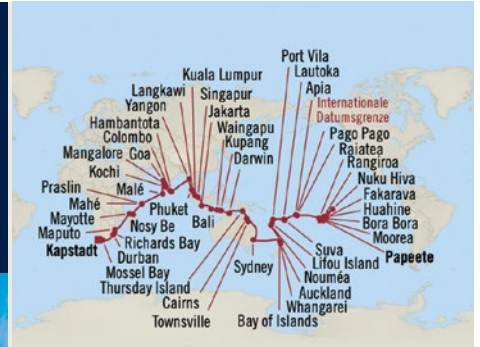 Port Vila
Lautoka
Apia
Internationale
Datumsgrenze
Kuala Lumpur
Langkawi
Singapur
Yangon
Jakarta
Hambantota
Waingapu
Colombo
Kupang
Mangalore Goa
Darwin
Kochi
Pago Pago
Raiatea
Rangiroa
Nuku Hiva
Praslin
Malé
Fakarava
Mahé
Huahine
Mayotte
Phuket
Bali
Bora Bora
Maputo
Nosy Be
Moorea
Kapstadt
Richards Bay
Suva
Papeete
Durban
Lifou Island
Mossel Bay
Sydney
Nouméa
Thursday Island
Auckland
Cairns
Whangarei
Townsville
Bay of Islands